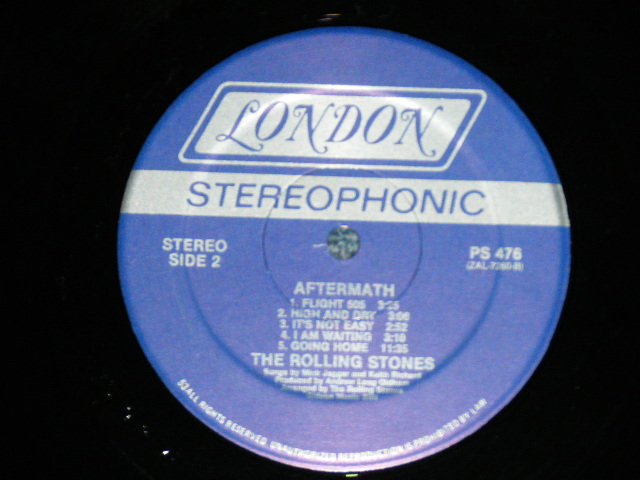 LONDON
STEREOPHONIC
STEREO
SIDE 2
PS 476
(ZAL-7260-B)
AFTERMATH
1. FLIGHT 505 3:25
2. HIGH AND DRY 3:06
3. IT'S NOT EASY 2:52
4. I AM WAITING 3:10
5. GOING HOME 11:35
THE ROLLING STONES
Songs by Mick Jagger and Keith Richard
Produced by Andrew Loog Oldham
Arranged by The Rolling Stones
ALL RIGHTS RESERVED. UNAUTHORIZED REPRODUCTION IS PROHIBITED BY LAW